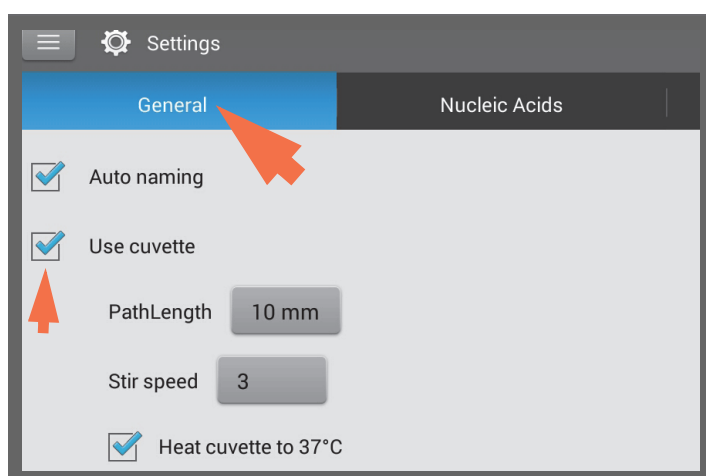 Settings
General Nucleic Acids
Auto naming
Use cuvette
PathLength 10 mm
Stir speed 3
Heat cuvette to 37°C